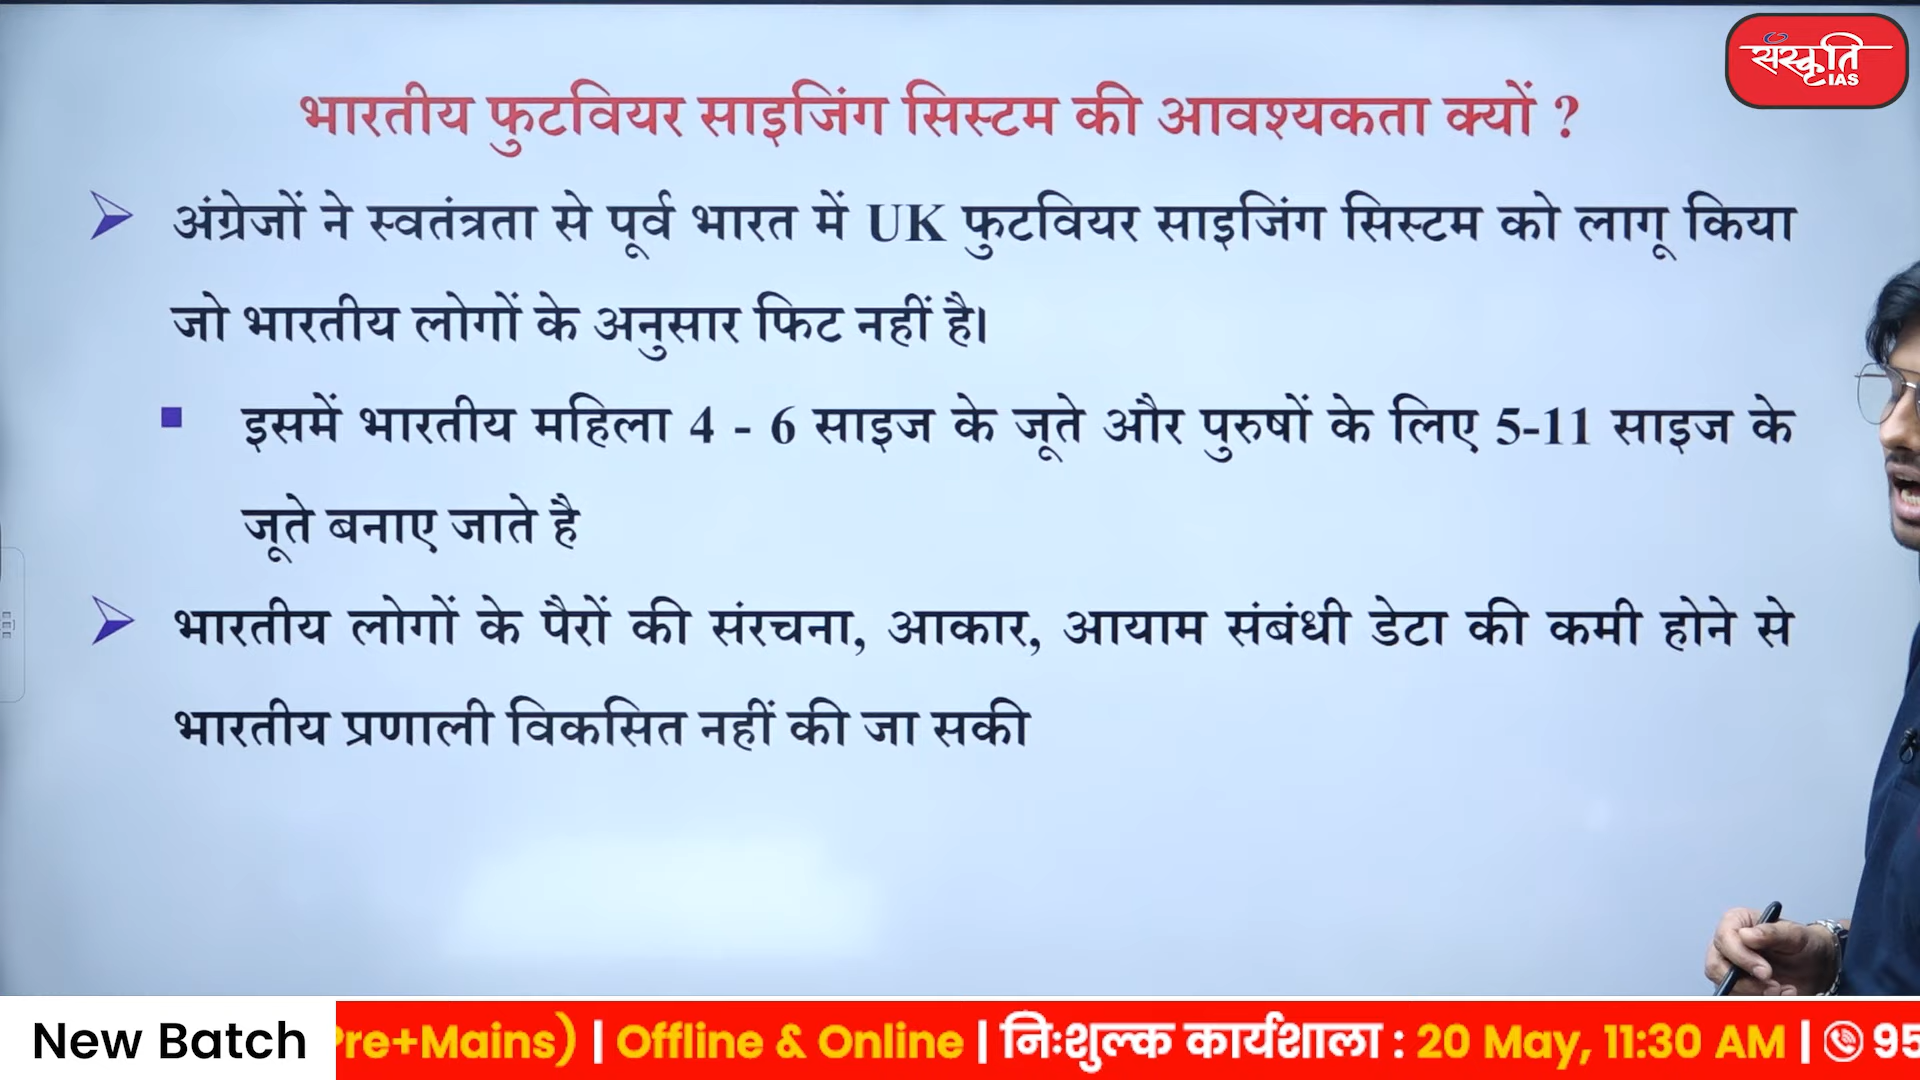 संस्कृति
IAS
भारतीय फुटवियर साइजिंग सिस्टम की आवश्यकता क्यों ?
अंग्रेजों ने स्वतंत्रता से पूर्व भारत में UK फुटवियर साइजिंग सिस्टम को लागू किया
जो भारतीय लोगों के अनुसार फिट नहीं है।
इसमें भारतीय महिला 4 - 6 साइज के जूते और पुरुषों के लिए 5-11 साइज के
जूते बनाए जाते है
भारतीय लोगों के पैरों की संरचना, आकार, आयाम संबंधी डेटा की कमी होने से
भारतीय प्रणाली विकसित नहीं की जा सकी
New Batch
Pre+Mains) | Offline & Online | निःशुल्क कार्यशाला : 20 May, 11:30 AM | 95